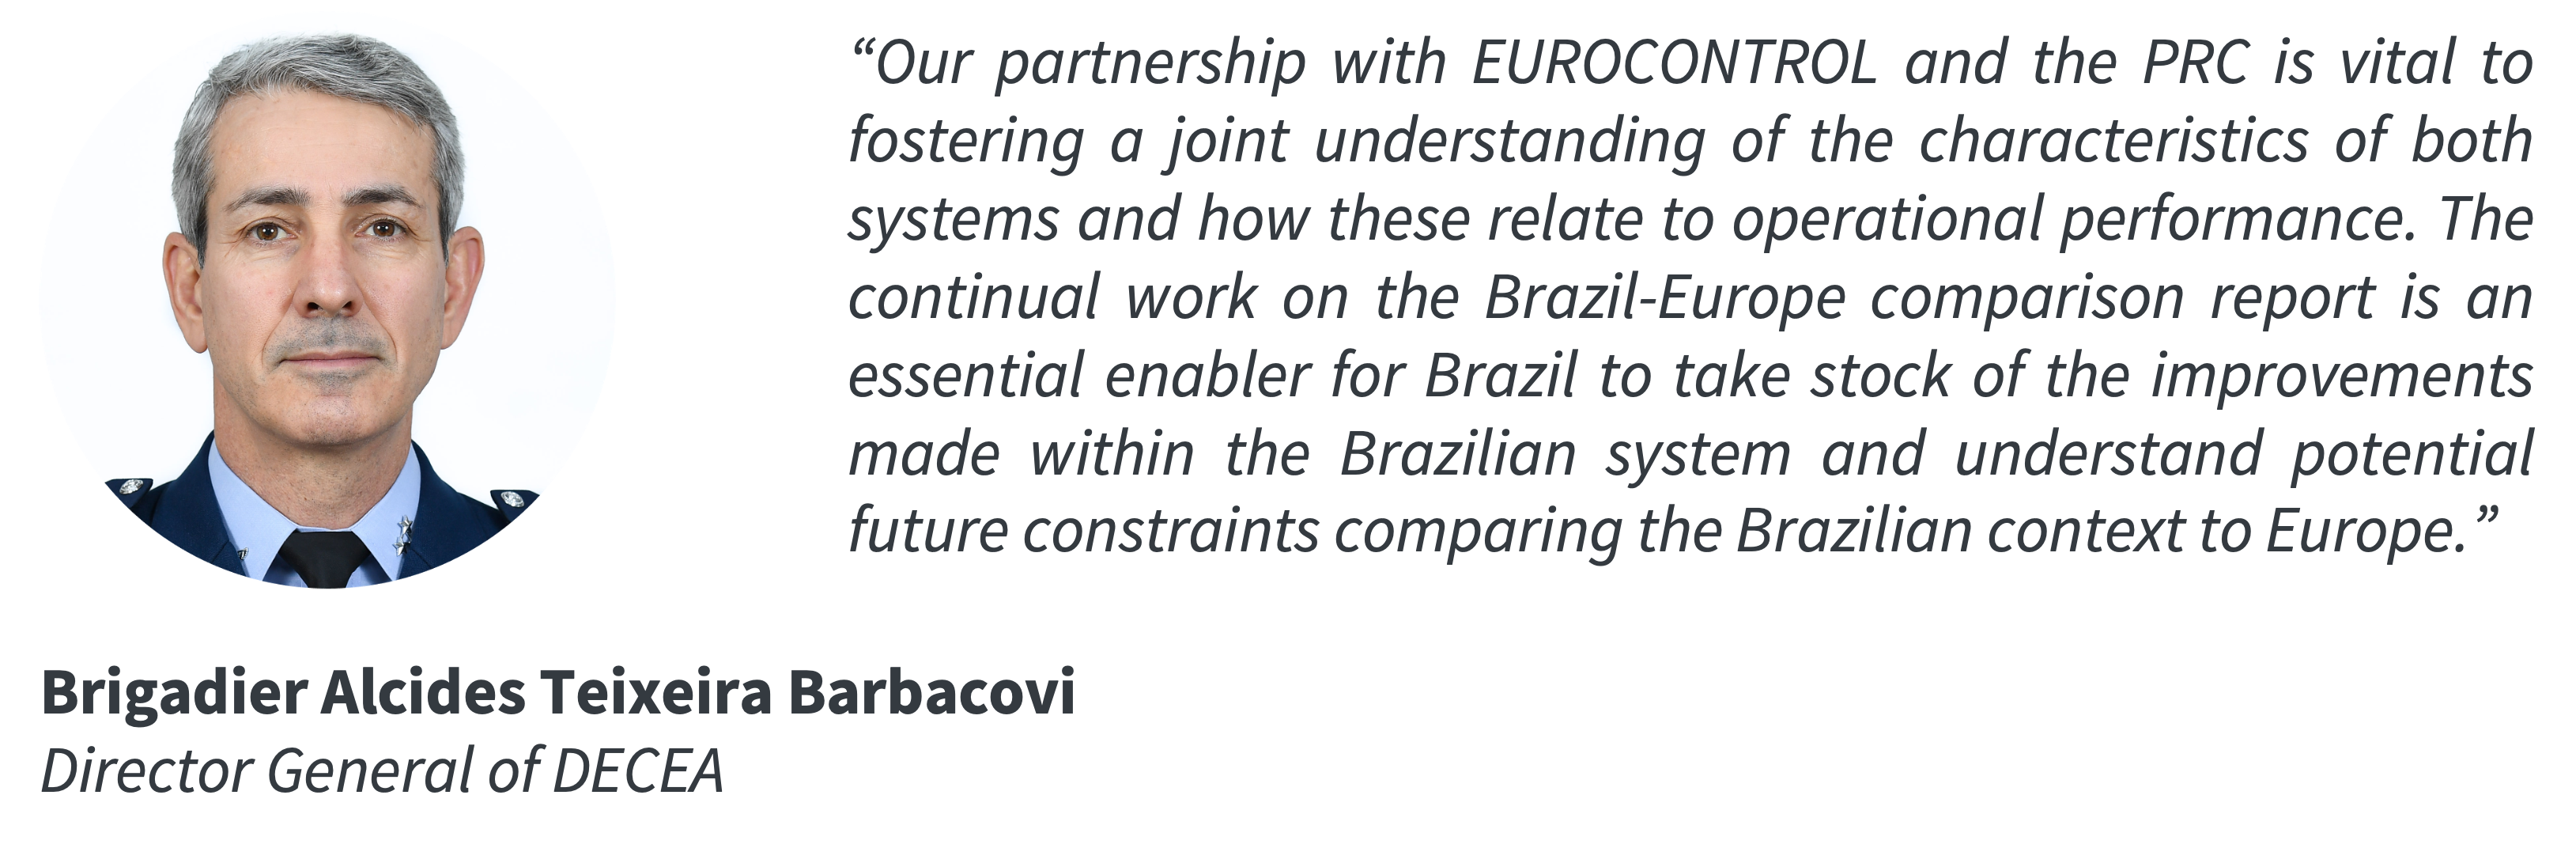 “Our partnership with EUROCONTROL and the PRC is vital to
fostering a joint understanding of the characteristics of both
systems and how these relate to operational performance. The
continual work on the Brazil-Europe comparison report is an
essential enabler for Brazil to take stock of the improvements
made within the Brazilian system and understand potential
future constraints comparing the Brazilian context to Europe.”
Brigadier Alcides Teixeira Barbacovi
Director General of DECEA